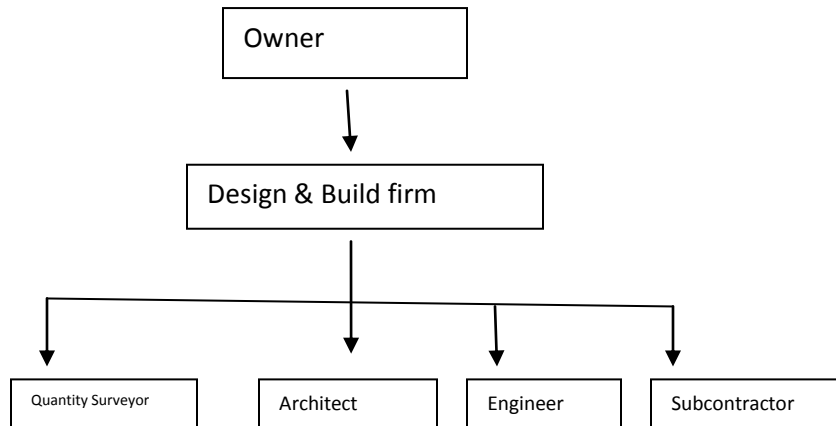 Owner
Design & Build firm
Quantity Surveyor
Architect
Engineer
Subcontractor